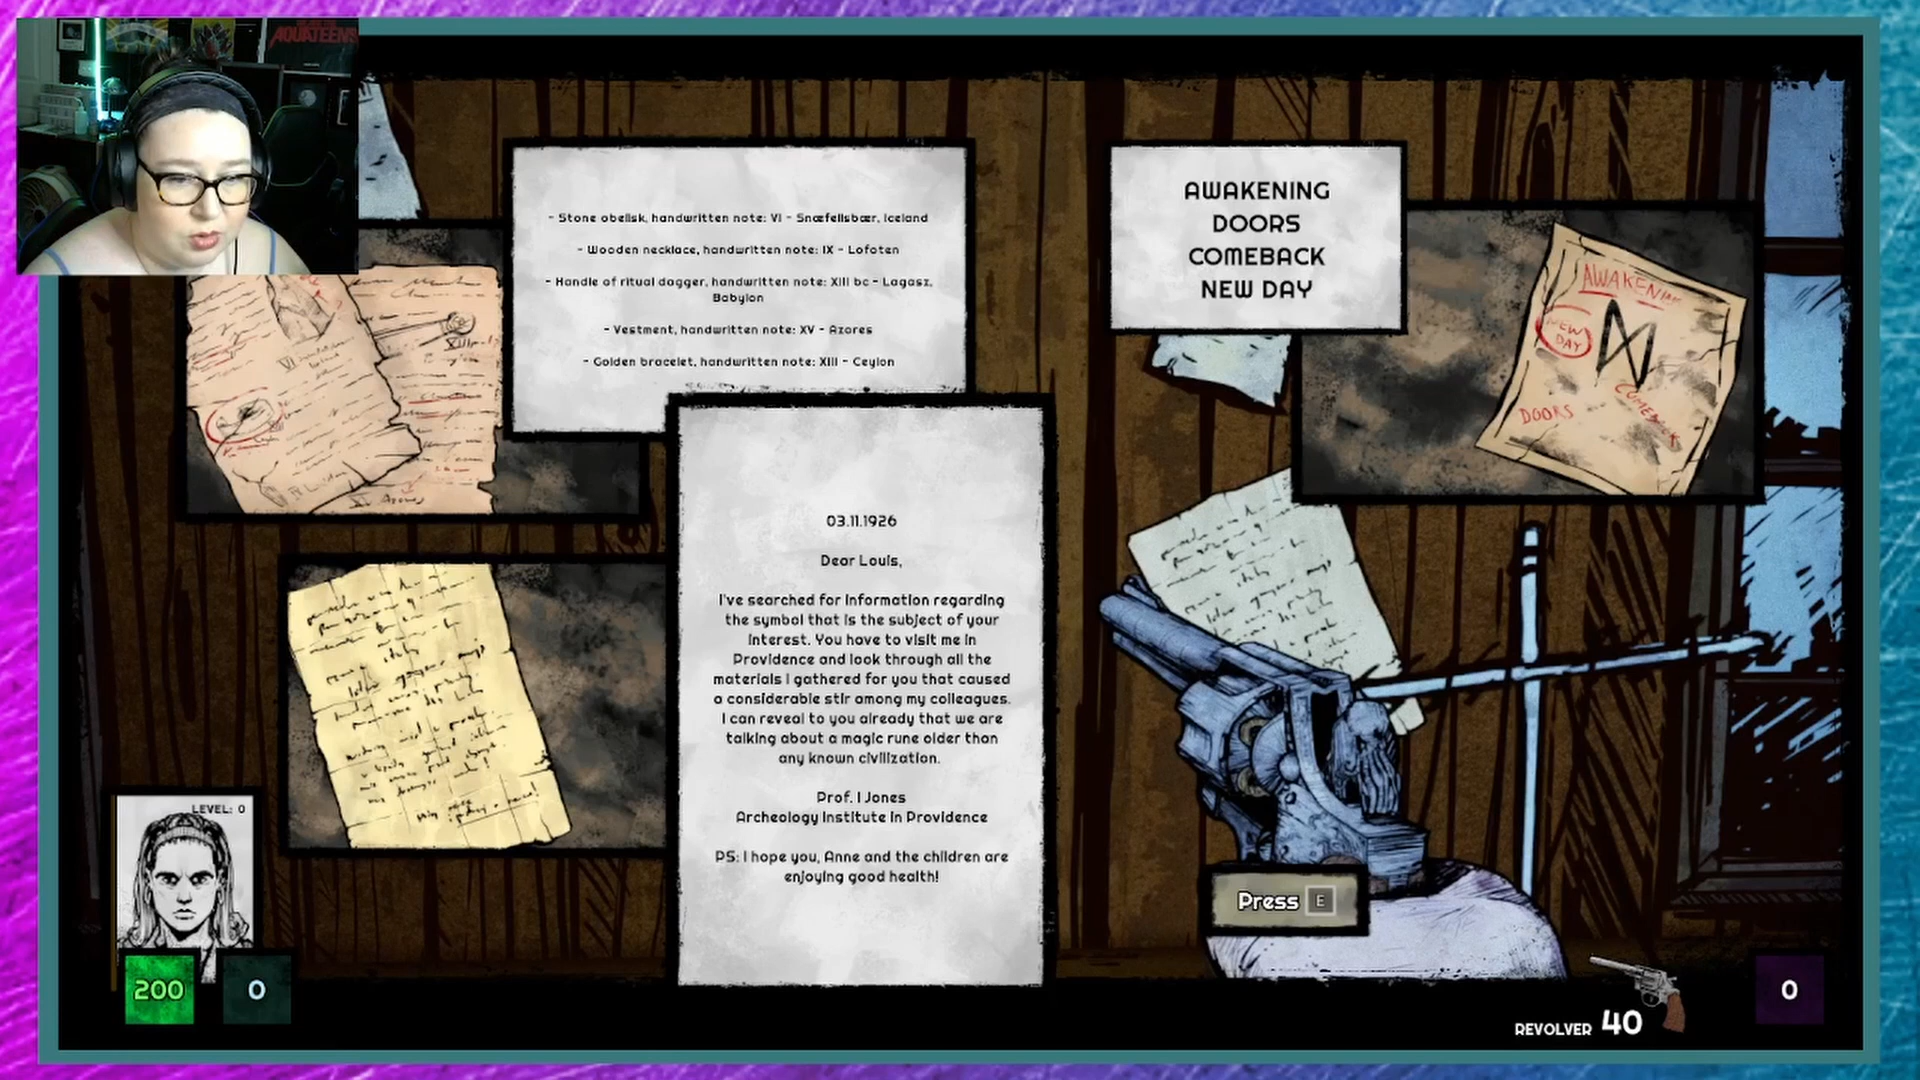 AQUATEENS
- Stone obelisk, handwritten note: VI - Snæfellsbær, Iceland
- Wooden necklace, handwritten note: IX - Lofoten
- Handle of ritual dagger, handwritten note: XIII bc - Lagasz,
Babylon
- Vestment, handwritten note: XV - Azores
- Golden bracelet, handwritten note: XIII - Ceylon
AWAKENING
DOORS
COMEBACK
NEW DAY
AWAKENING
NEW
DAY
DOORS
COMEBACK
03.11.1926
Dear Louis,
I've searched for information regarding
the symbol that is the subject of your
interest. You have to visit me in
Providence and look through all the
materials I gathered for you that caused
a considerable stir among my colleagues.
I can reveal to you already that we are
talking about a magic rune older than
any known civilization.
Prof. I Jones
Archeology Institute in Providence
PS: I hope you, Anne and the children are
enjoying good health!
LEVEL: 0
200
0
Press E
REVOLVER 40
0